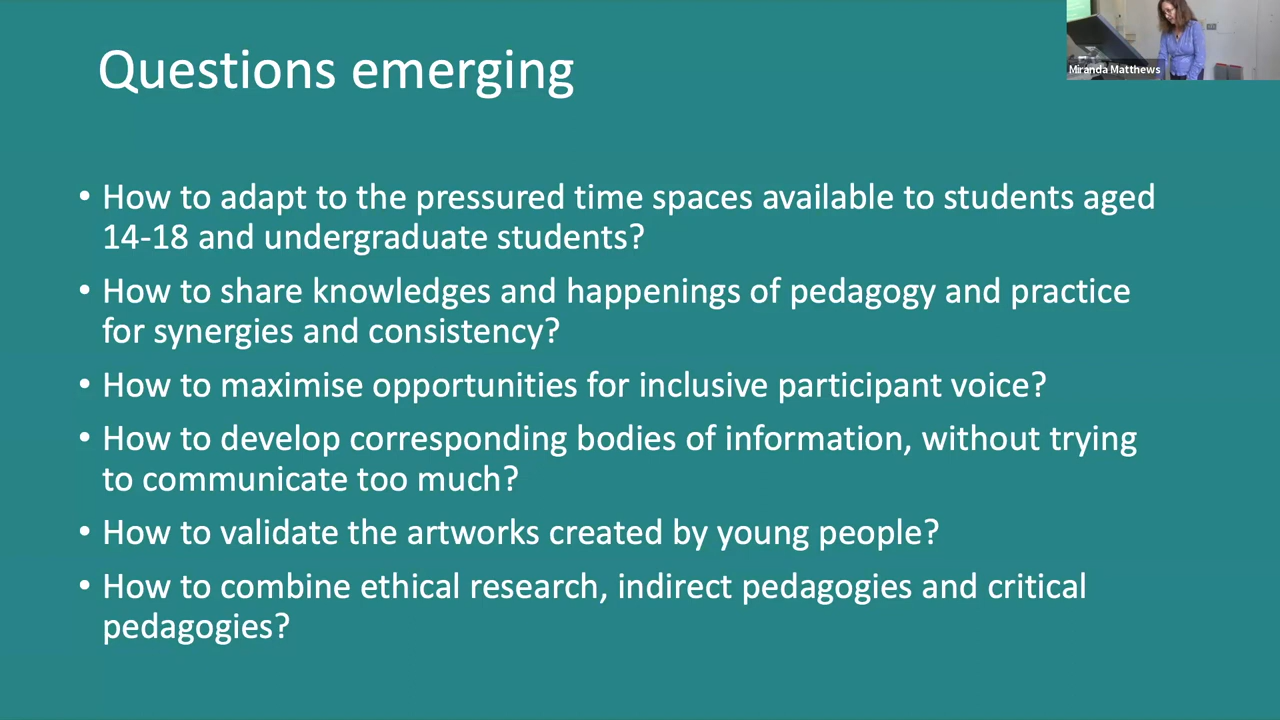 Questions emerging
Miranda Matthews
• How to adapt to the pressured time spaces available to students aged
14-18 and undergraduate students?
• How to share knowledges and happenings of pedagogy and practice
for synergies and consistency?
• How to maximise opportunities for inclusive participant voice?
• How to develop corresponding bodies of information, without trying
to communicate too much?
• How to validate the artworks created by young people?
• How to combine ethical research, indirect pedagogies and critical
pedagogies?